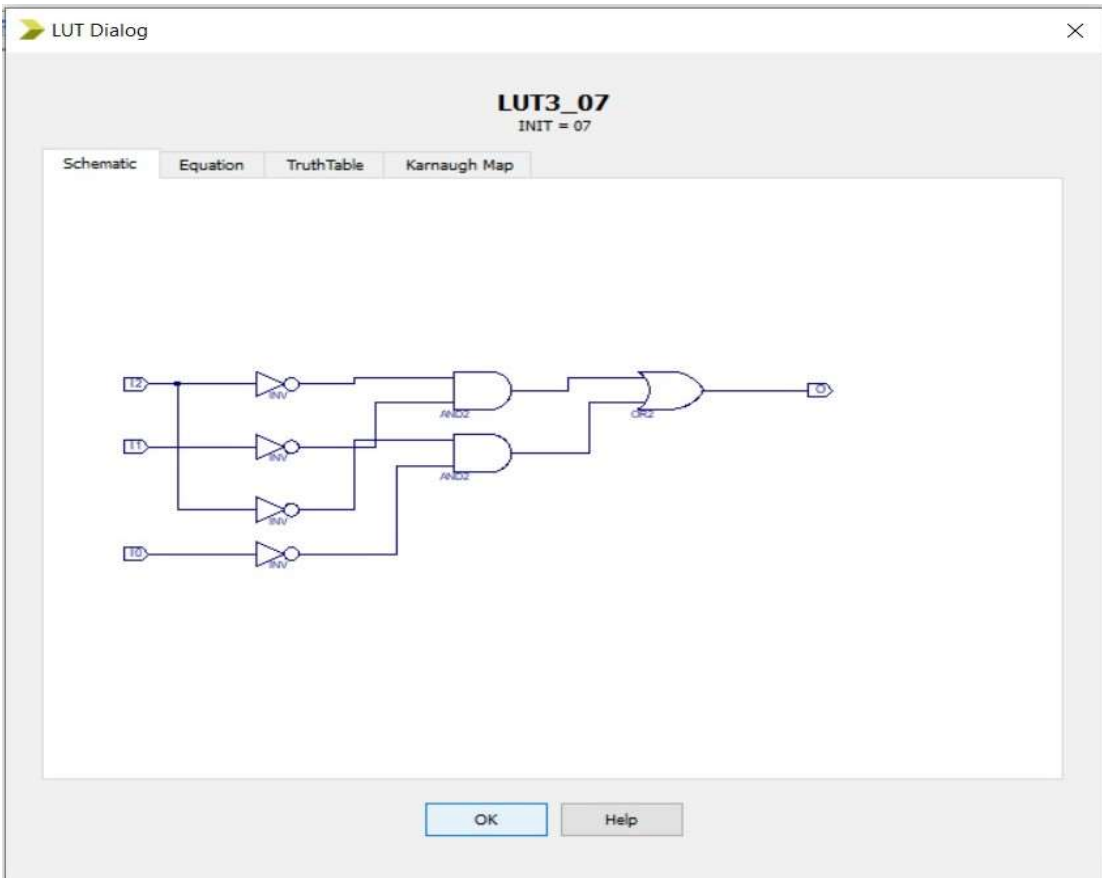 LUT Dialog
LUT3_07
INIT = 07
Schematic Equation TruthTable Karnaugh Map
I2
INV
AND2
OR2
O
I1
INV
AND2
INV
I0
INV
OK Help